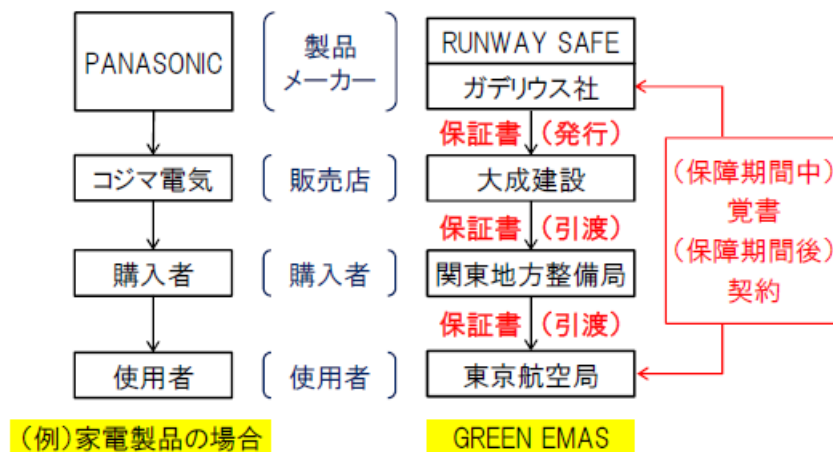 PANASONIC
コジマ電気
購入者
使用者
(例)家電製品の場合
製品
メーカー
販売店
購入者
使用者
RUNWAY SAFE
ガデリウス社
保証書(発行)
大成建設
保証書(引渡)
関東地方整備局
保証書(引渡)
東京航空局
GREEN EMAS
(保障期間中)
覚書
(保障期間後)
契約